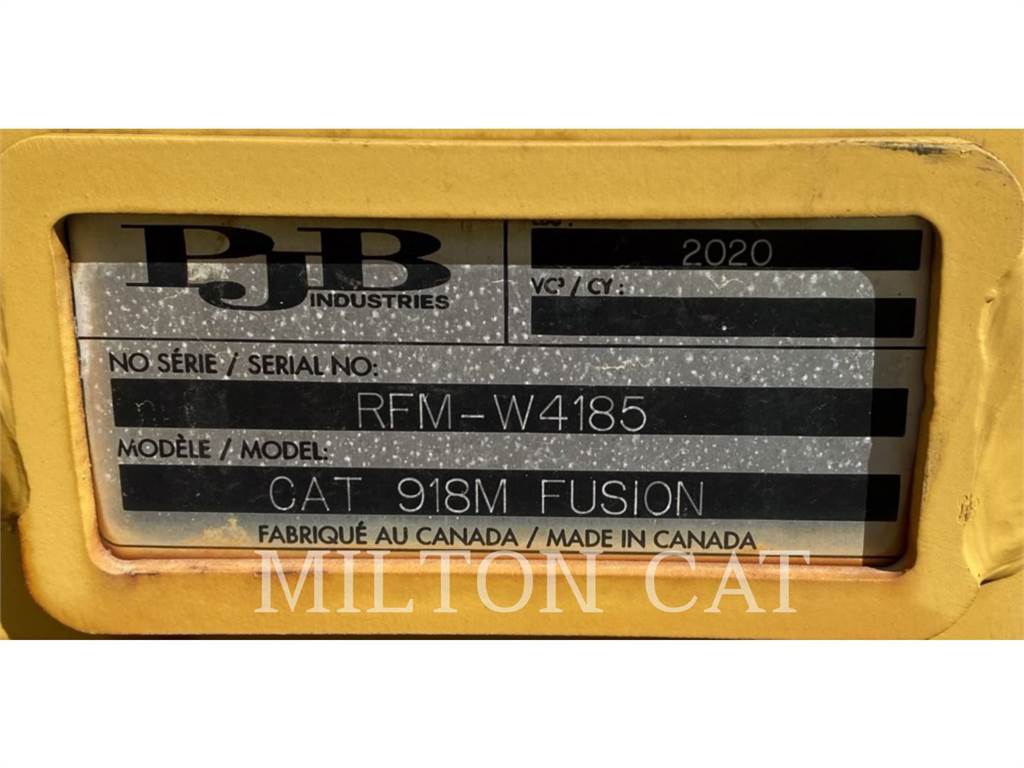 PJB
INDUSTRIES
2020
VC³ / CY :
NO SÉRIE / SERIAL NO:
RFM-W4185
MODÈLE / MODEL:
CAT 918M FUSION
FABRIQUÉ AU CANADA / MADE IN CANADA
MILTON CAT